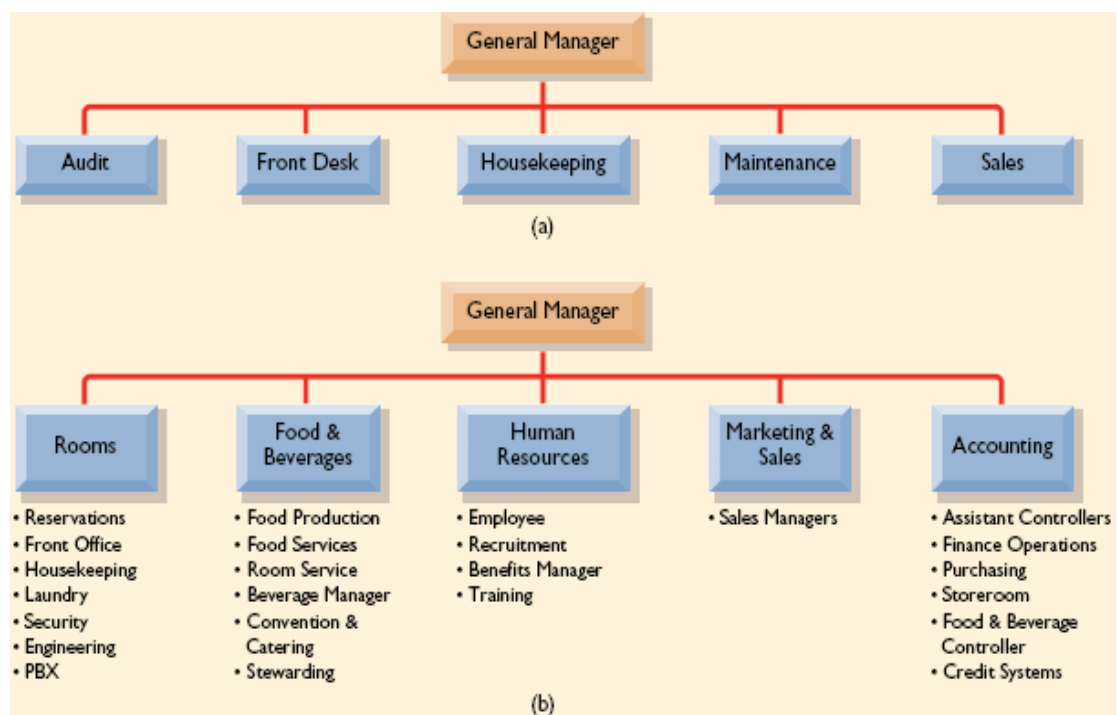 General Manager
Audit
Front Desk
Housekeeping
Maintenance
Sales
(a)
General Manager
Rooms
Food &
Beverages
Human
Resources
Marketing &
Sales
Accounting
• Reservations
• Front Office
• Housekeeping
• Laundry
• Security
• Engineering
• PBX
• Food Production
• Food Services
• Room Service
• Beverage Manager
• Convention &
Catering
• Stewarding
• Employee
• Recruitment
• Benefits Manager
• Training
• Sales Managers
• Assistant Controllers
• Finance Operations
• Purchasing
• Storeroom
• Food & Beverage
Controller
• Credit Systems
(b)